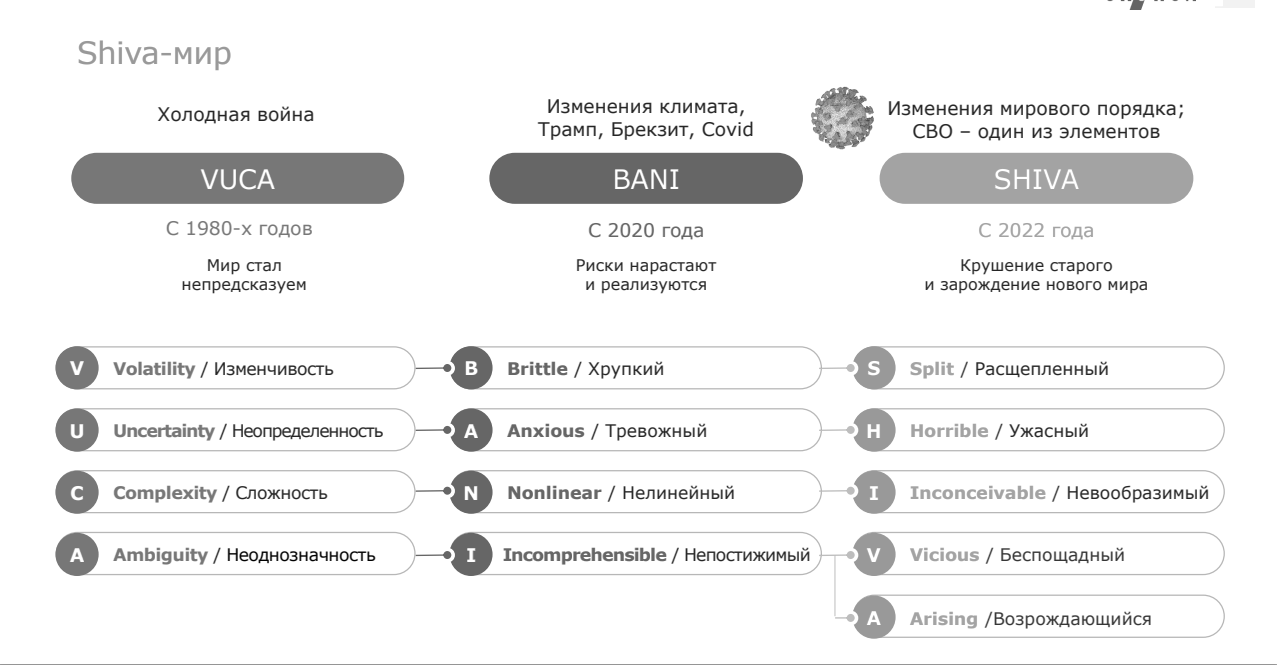 Shiva-мир
Холодная война
VUCA
С 1980-х годов
Мир стал
непредсказуем
Изменения климата,
Трамп, Брекзит, Covid
BANI
С 2020 года
Риски нарастают
и реализуются
Изменения мирового порядка;
СВО – один из элементов
SHIVA
С 2022 года
Крушение старого
и зарождение нового мира
V Volatility / Изменчивость
B Brittle / Хрупкий
S Split / Расщепленный
U Uncertainty / Неопределенность
A Anxious / Тревожный
H Horrible / Ужасный
C Complexity / Сложность
N Nonlinear / Нелинейный
I Inconceivable / Невообразимый
A Ambiguity / Неоднозначность
I Incomprehensible / Непостижимый
V Vicious / Беспощадный
A Arising /Возрождающийся